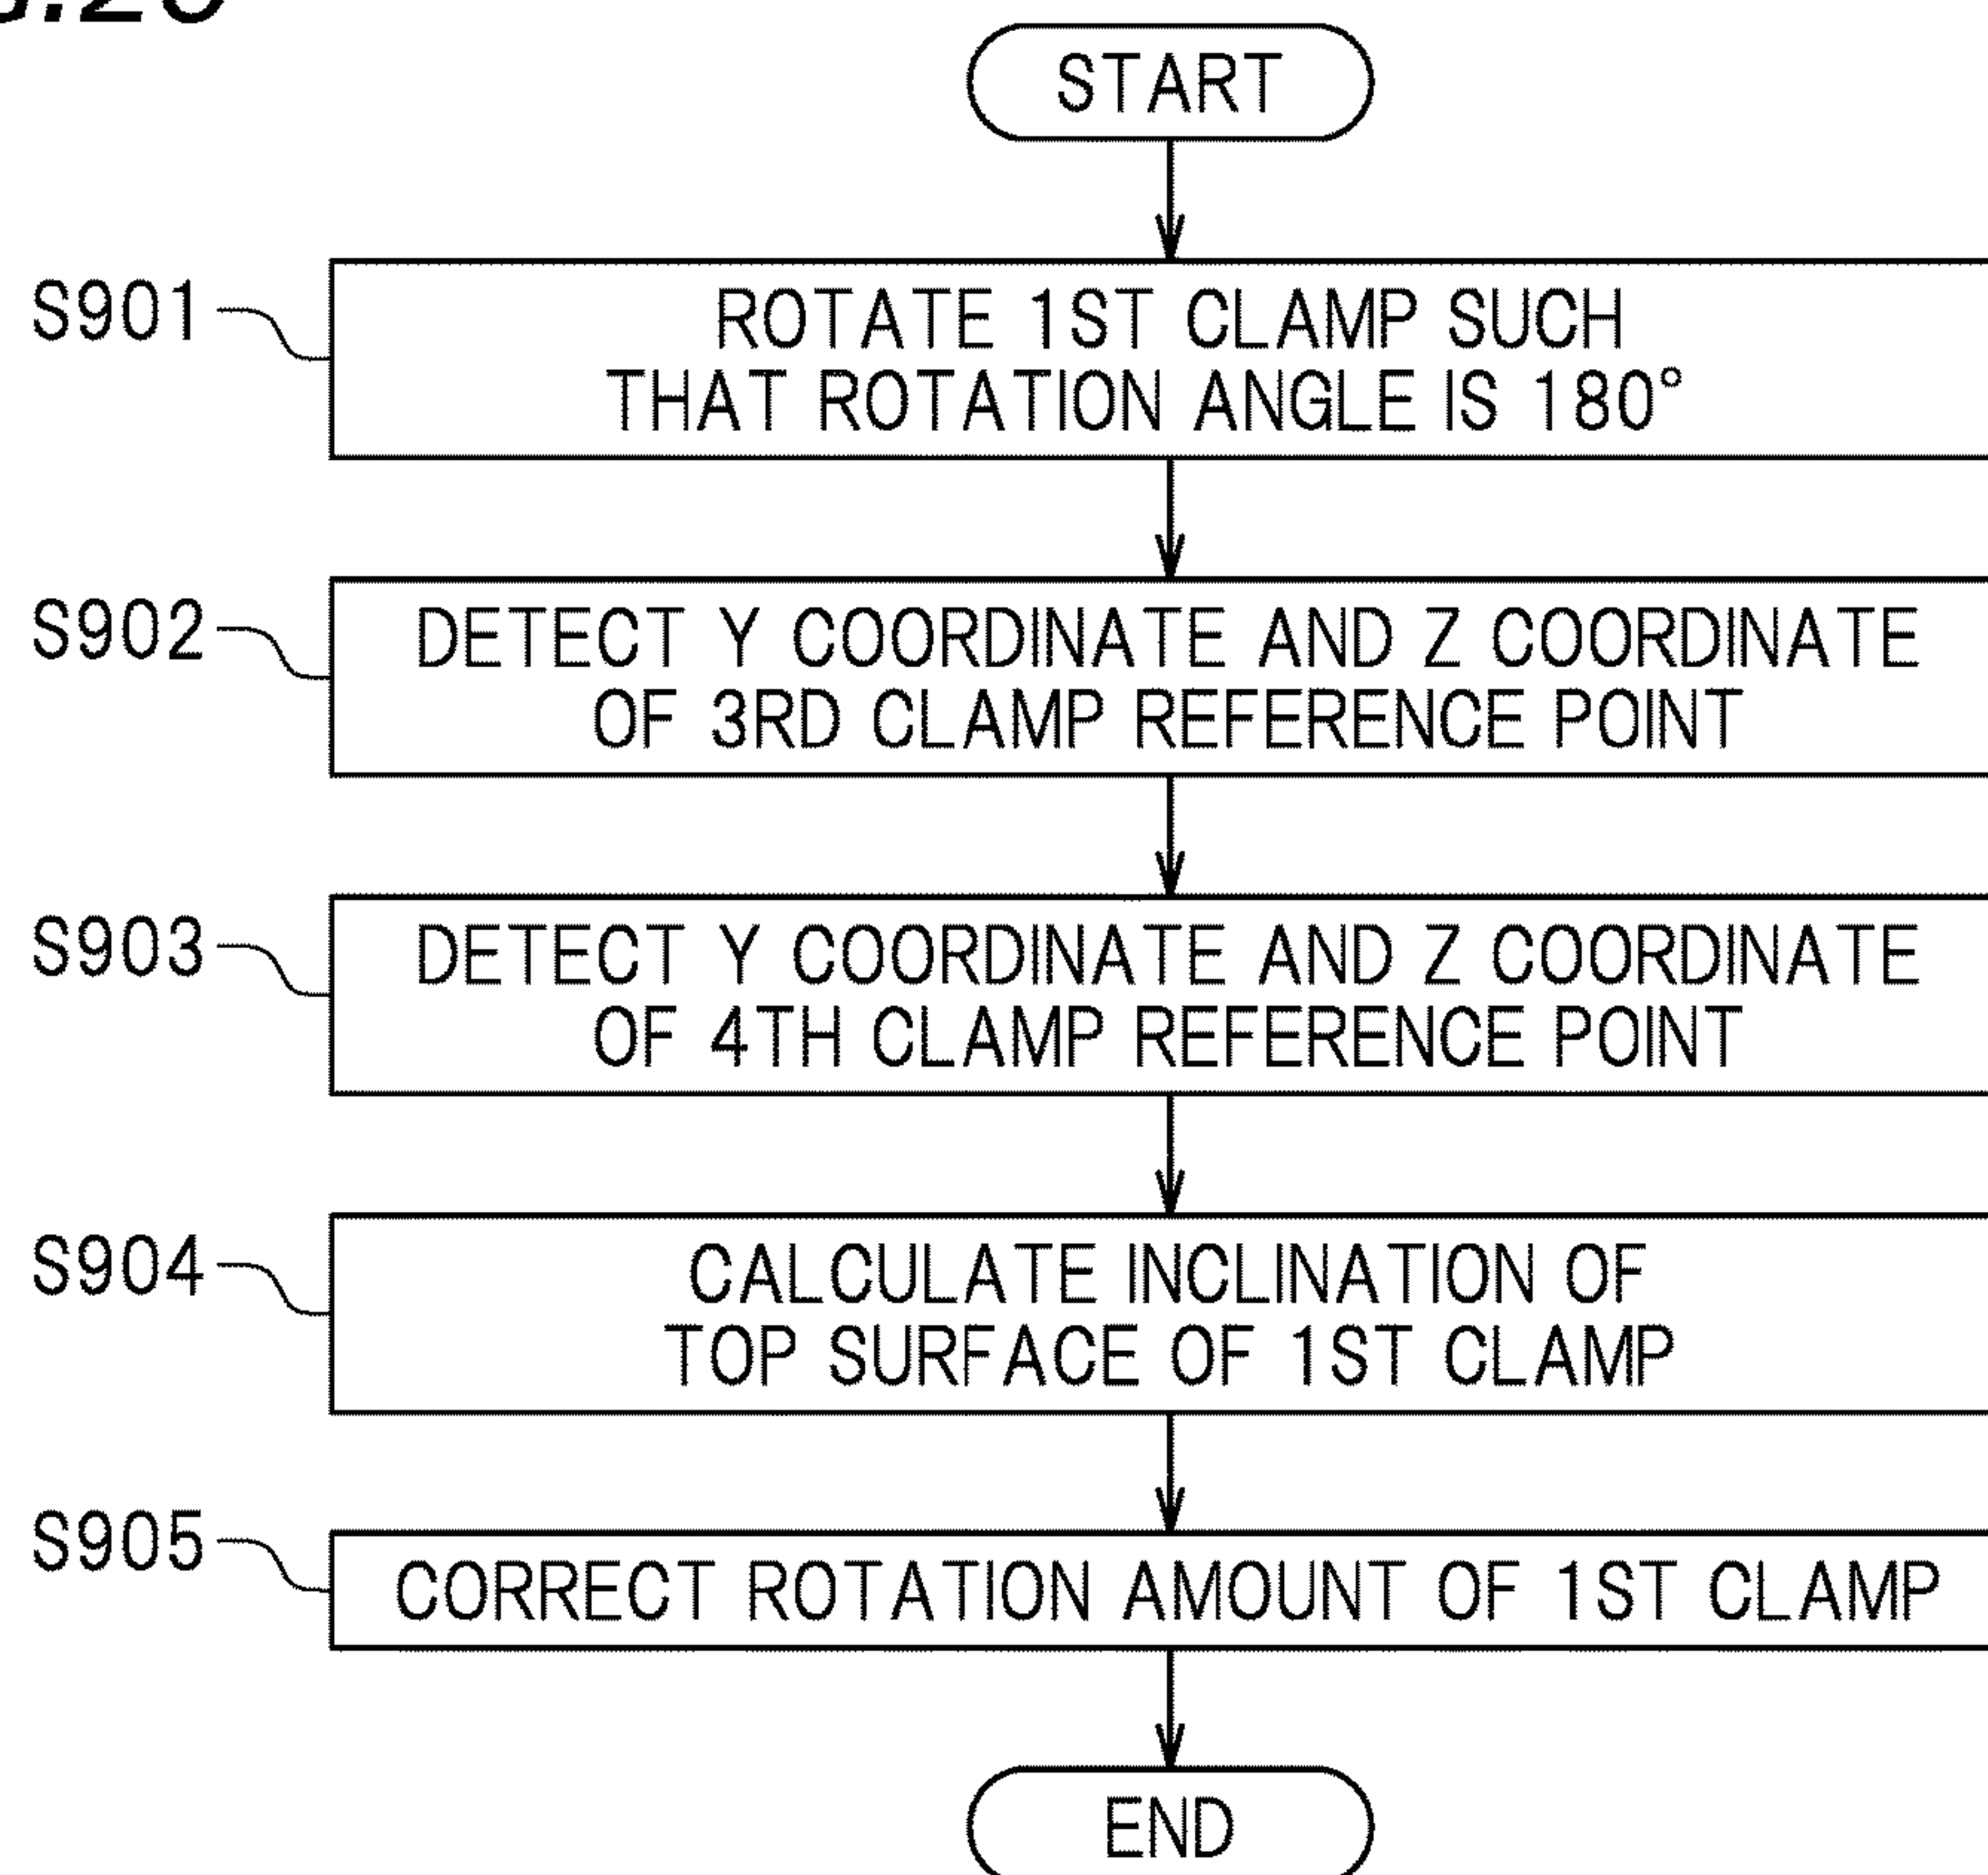 START
S901
ROTATE 1ST CLAMP SUCH
THAT ROTATION ANGLE IS 180°
S902
DETECT Y COORDINATE AND Z COORDINATE
OF 3RD CLAMP REFERENCE POINT
S903
DETECT Y COORDINATE AND Z COORDINATE
OF 4TH CLAMP REFERENCE POINT
S904
CALCULATE INCLINATION OF
TOP SURFACE OF 1ST CLAMP
S905
CORRECT ROTATION AMOUNT OF 1ST CLAMP
END